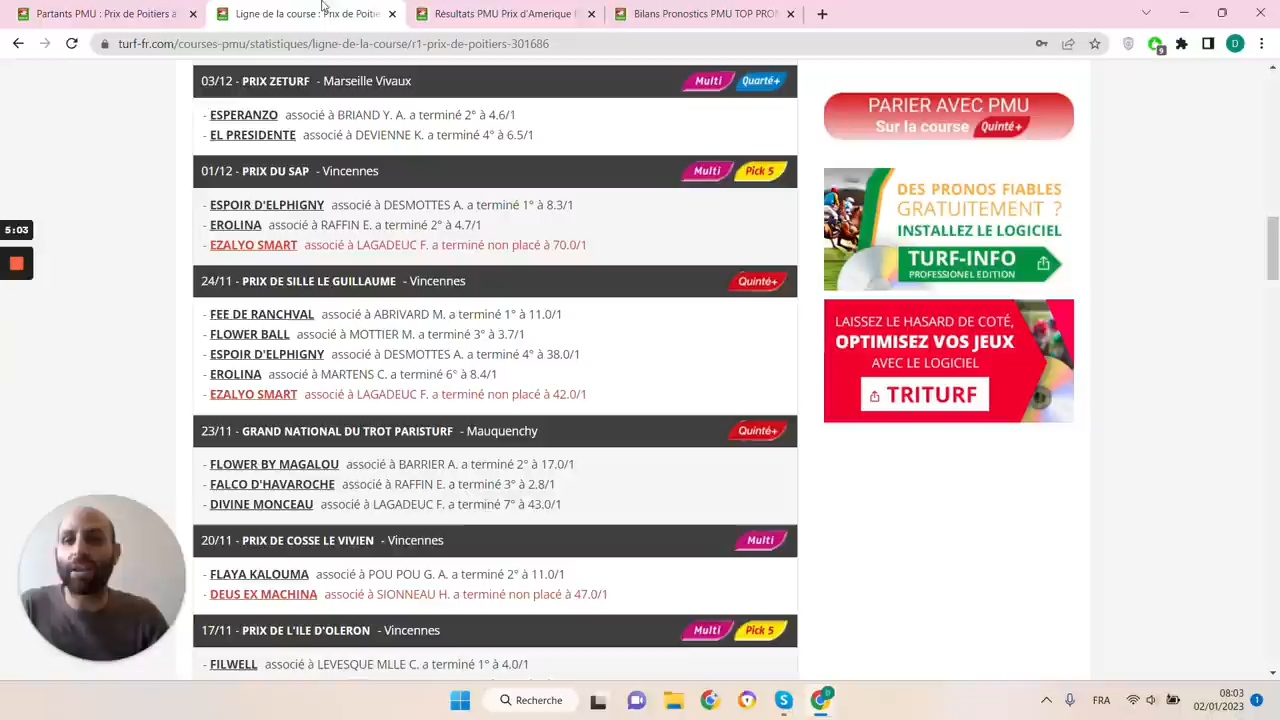 PMU : Prix de Poitiers
Ligne de la course : Prix de Poitie
Résultats PMU Prix d'Amerique
Bilans Pronostics PMU TOP PRO
turf-fr.com/courses-pmu/statistiques/ligne-de-la-course/r1-prix-de-poitiers-301686
9
D
03/12 - PRIX ZETURF - Marseille Vivaux Multi Quarté+
- ESPERANZO associé à BRIAND Y. A. a terminé 2° à 4.6/1
- EL PRESIDENTE associé à DEVIENNE K. a terminé 4° à 6.5/1
01/12 - PRIX DU SAP - Vincennes Multi Pick 5
- ESPOIR D'ELPHIGNY associé à DESMOTTES A. a terminé 1° à 8.3/1
- EROLINA associé à RAFFIN E. a terminé 2° à 4.7/1
- EZALYO SMART associé à LAGADEUC F. a terminé non placé à 70.0/1
24/11 - PRIX DE SILLE LE GUILLAUME - Vincennes Quinté+
- FEE DE RANCHVAL associé à ABRIVARD M. a terminé 1° à 11.0/1
- FLOWER BALL associé à MOTTIER M. a terminé 3° à 3.7/1
- ESPOIR D'ELPHIGNY associé à DESMOTTES A. a terminé 4° à 38.0/1
- EROLINA associé à MARTENS C. a terminé 6° à 8.4/1
- EZALYO SMART associé à LAGADEUC F. a terminé non placé à 42.0/1
23/11 - GRAND NATIONAL DU TROT PARISTURF - Mauquenchy Quinté+
- FLOWER BY MAGALOU associé à BARRIER A. a terminé 2° à 17.0/1
- FALCO D'HAVAROCHE associé à RAFFIN E. a terminé 3° à 2.8/1
- DIVINE MONCEAU associé à LAGADEUC F. a terminé 7° à 43.0/1
20/11 - PRIX DE COSSE LE VIVIEN - Vincennes Multi
- FLAYA KALOUMA associé à POU POU G. A. a terminé 2° à 11.0/1
- DEUS EX MACHINA associé à SIONNEAU H. a terminé non placé à 47.0/1
17/11 - PRIX DE L'ILE D'OLERON - Vincennes Multi Pick 5
- FILWELL associé à LEVESQUE MLLE C. a terminé 1° à 4.0/1
PARIER AVEC PMU
Sur la course Quinté+
DES PRONOS FIABLES
GRATUITEMENT ?
INSTALLEZ LE LOGICIEL
TURF-INFO
PROFESSIONEL EDITION
LAISSEZ LE HASARD DE COTÉ,
OPTIMISEZ VOS JEUX
AVEC LE LOGICIEL
TRITURF
5:03
Recherche
D
FRA
08:03
02/01/2023
1